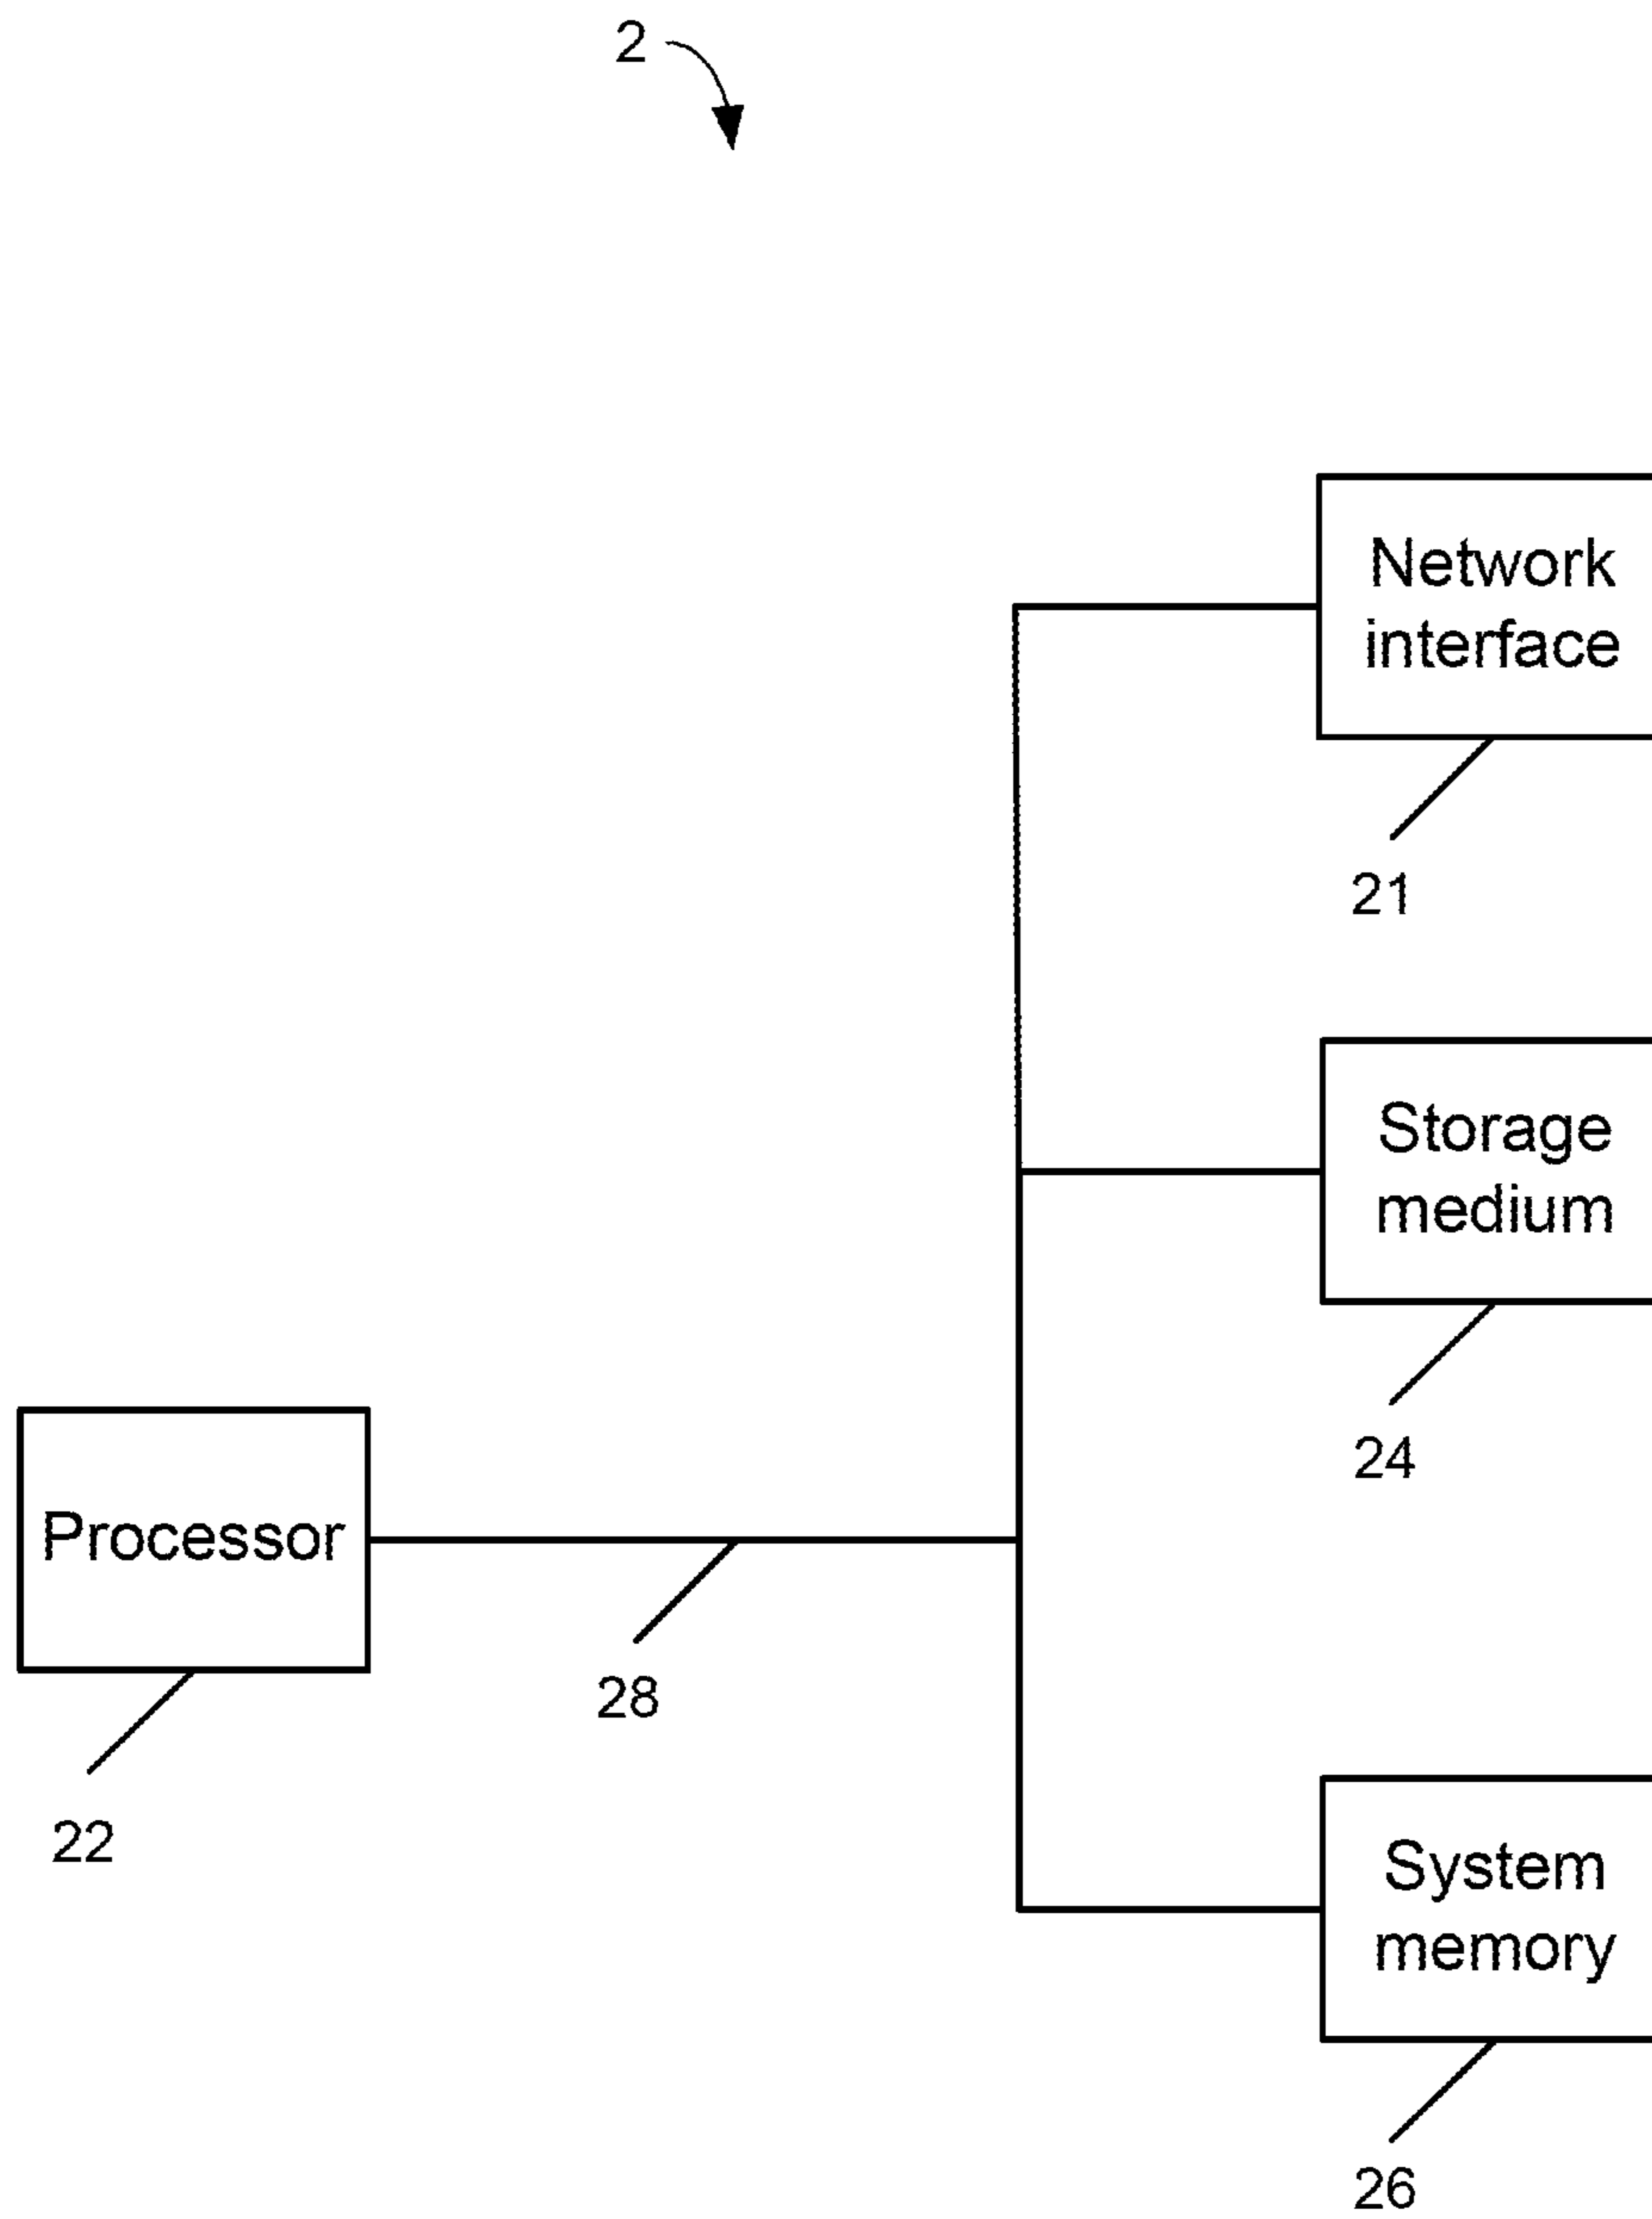 2
Network
interface
21
Storage
medium
24
Processor
28
22
System
memory
26